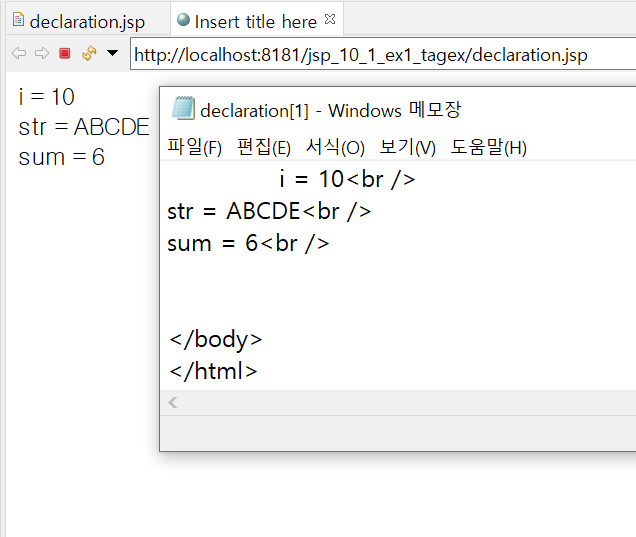 declaration.jsp
Insert title here
http://localhost:8181/jsp_10_1_ex1_tagex/declaration.jsp
i = 10
str = ABCDE
sum = 6
declaration[1] - Windows 메모장
파일(F) 편집(E) 서식(O) 보기(V) 도움말(H)
i = 10<br />
str = ABCDE<br />
sum = 6<br />
</body>
</html>